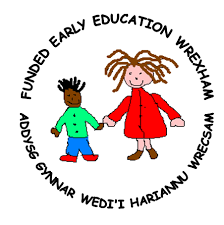 FUNDED EARLY EDUCATION WREXHAM
ADDYSG GYNNAR WEDI'I HARIANNU WRECSAM